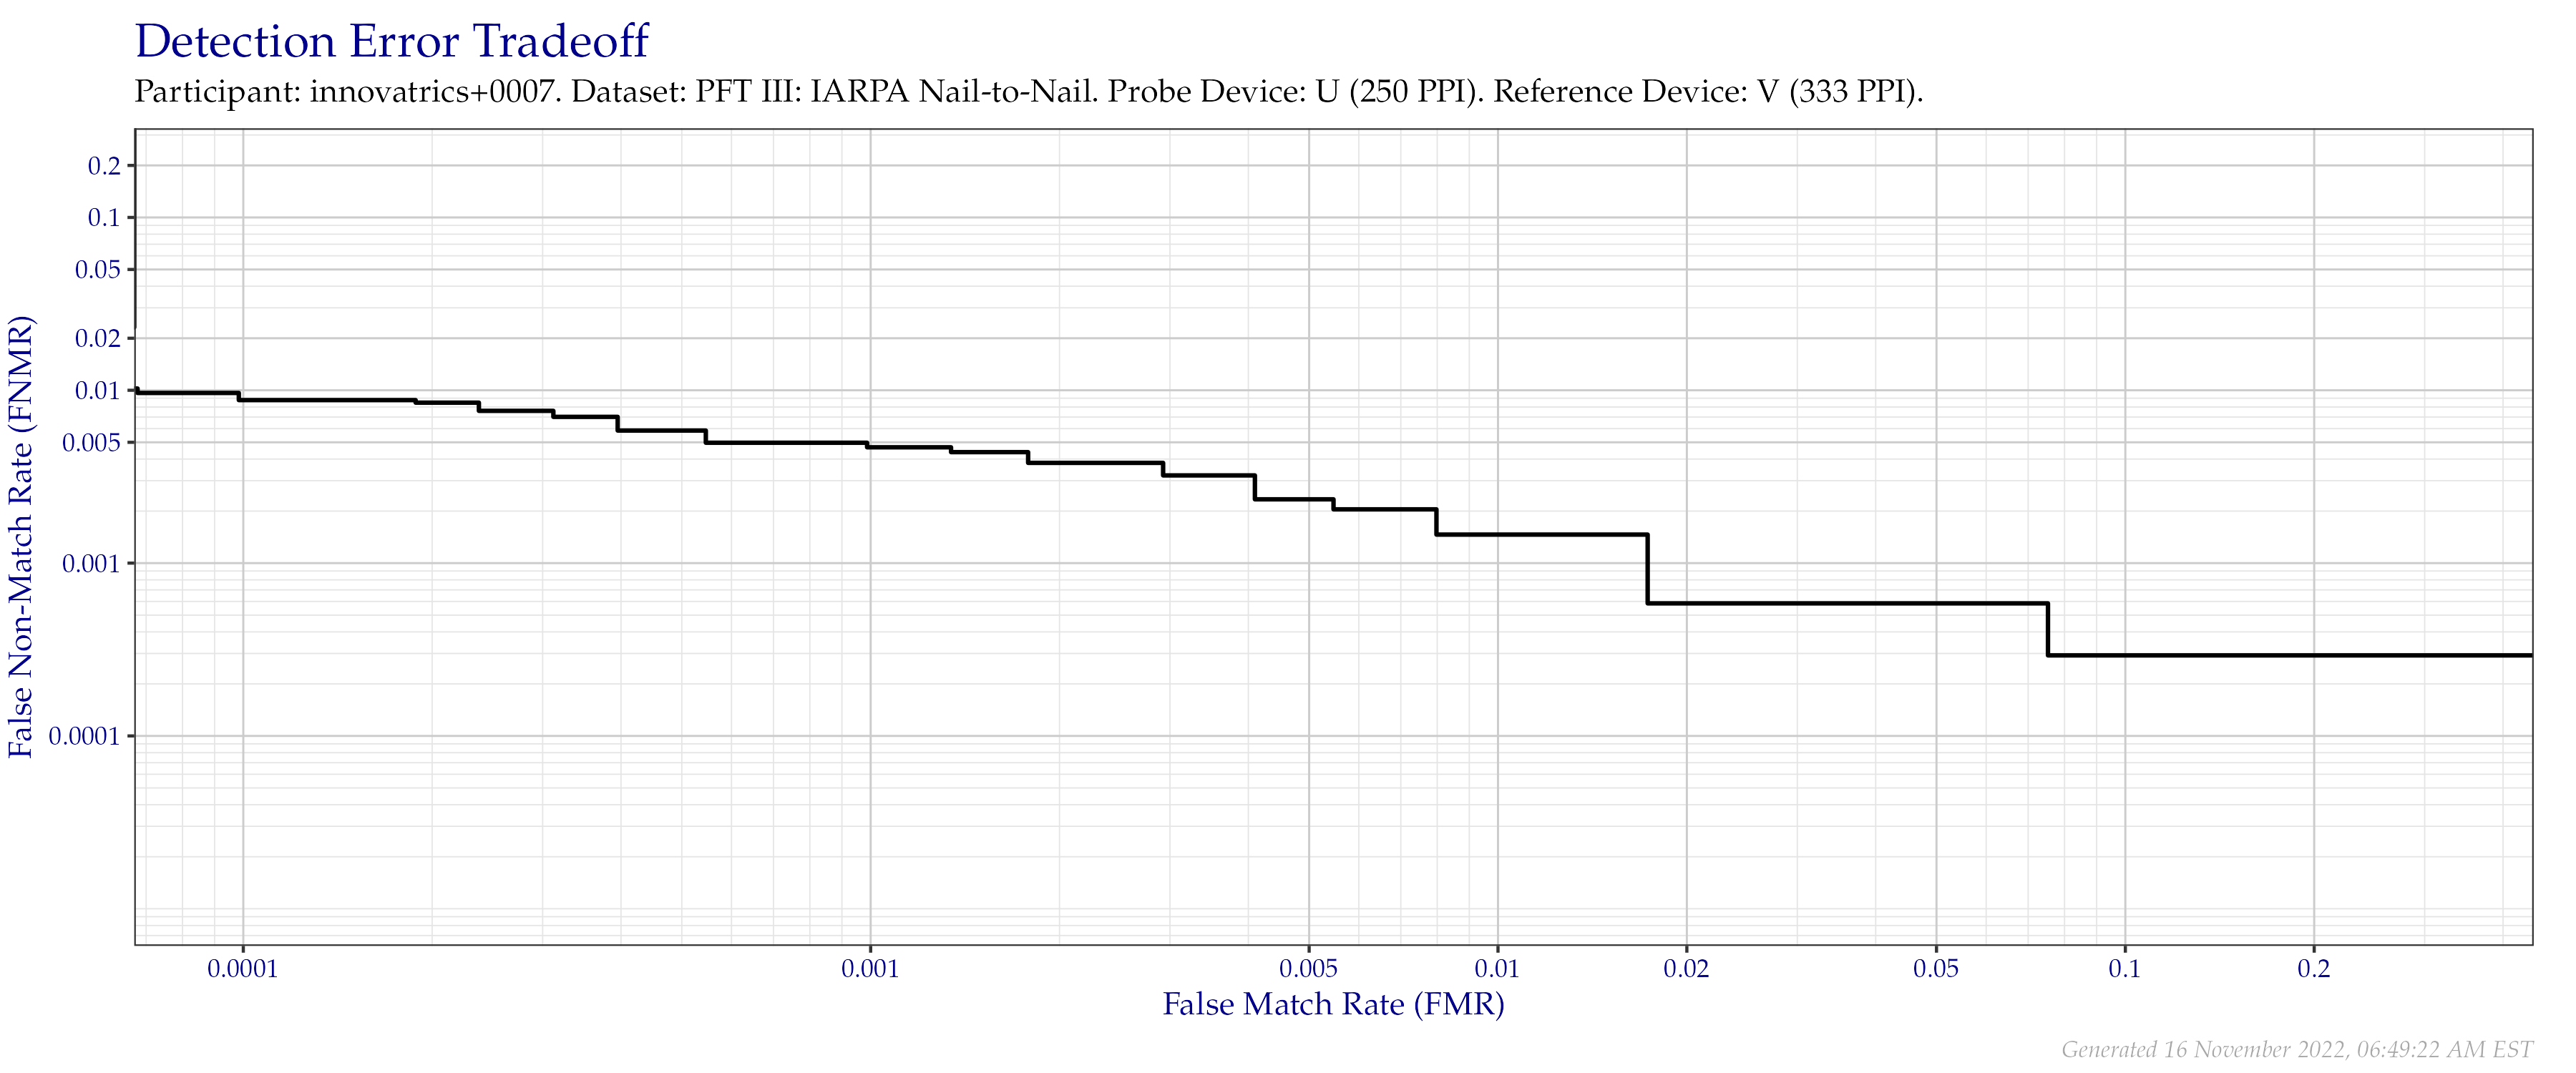 Detection Error Tradeoff
Participant: innovatrics+0007. Dataset: PFT III: IARPA Nail-to-Nail. Probe Device: U (250 PPI). Reference Device: V (333 PPI).
False Non-Match Rate (FNMR)
0.2
0.1
0.05
0.02
0.01
0.005
0.001
0.0001
0.0001 0.001 0.005 0.01 0.02 0.05 0.1 0.2
False Match Rate (FMR)
Generated 16 November 2022, 06:49:22 AM EST